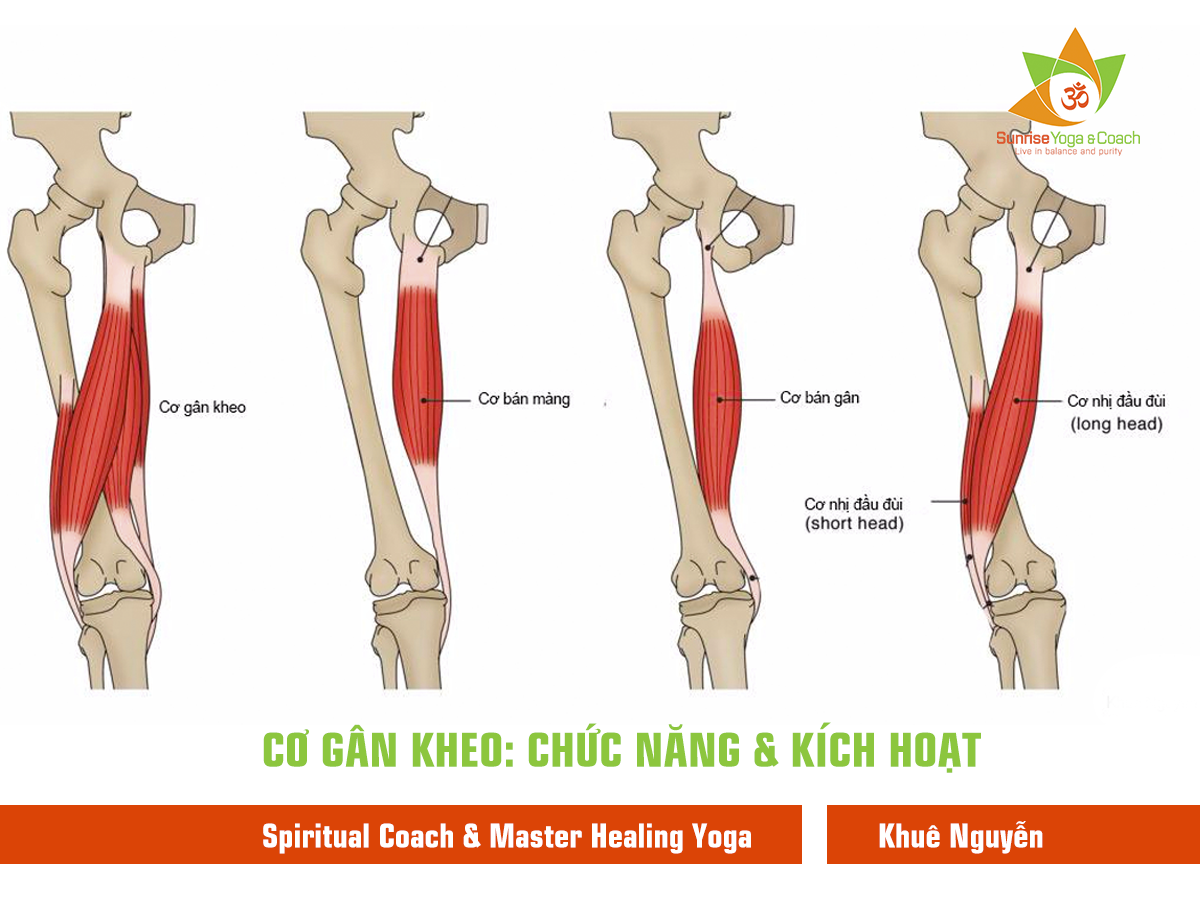 ॐ
Sunrise Yoga & Coach
Live in balance and purity
Cơ gân kheo
Cơ bán màng
Cơ bán gân
Cơ nhị đầu đùi
(long head)
Cơ nhị đầu đùi
(short head)
CƠ GÂN KHEO: CHỨC NĂNG & KÍCH HOẠT
Spiritual Coach & Master Healing Yoga
Khuê Nguyễn